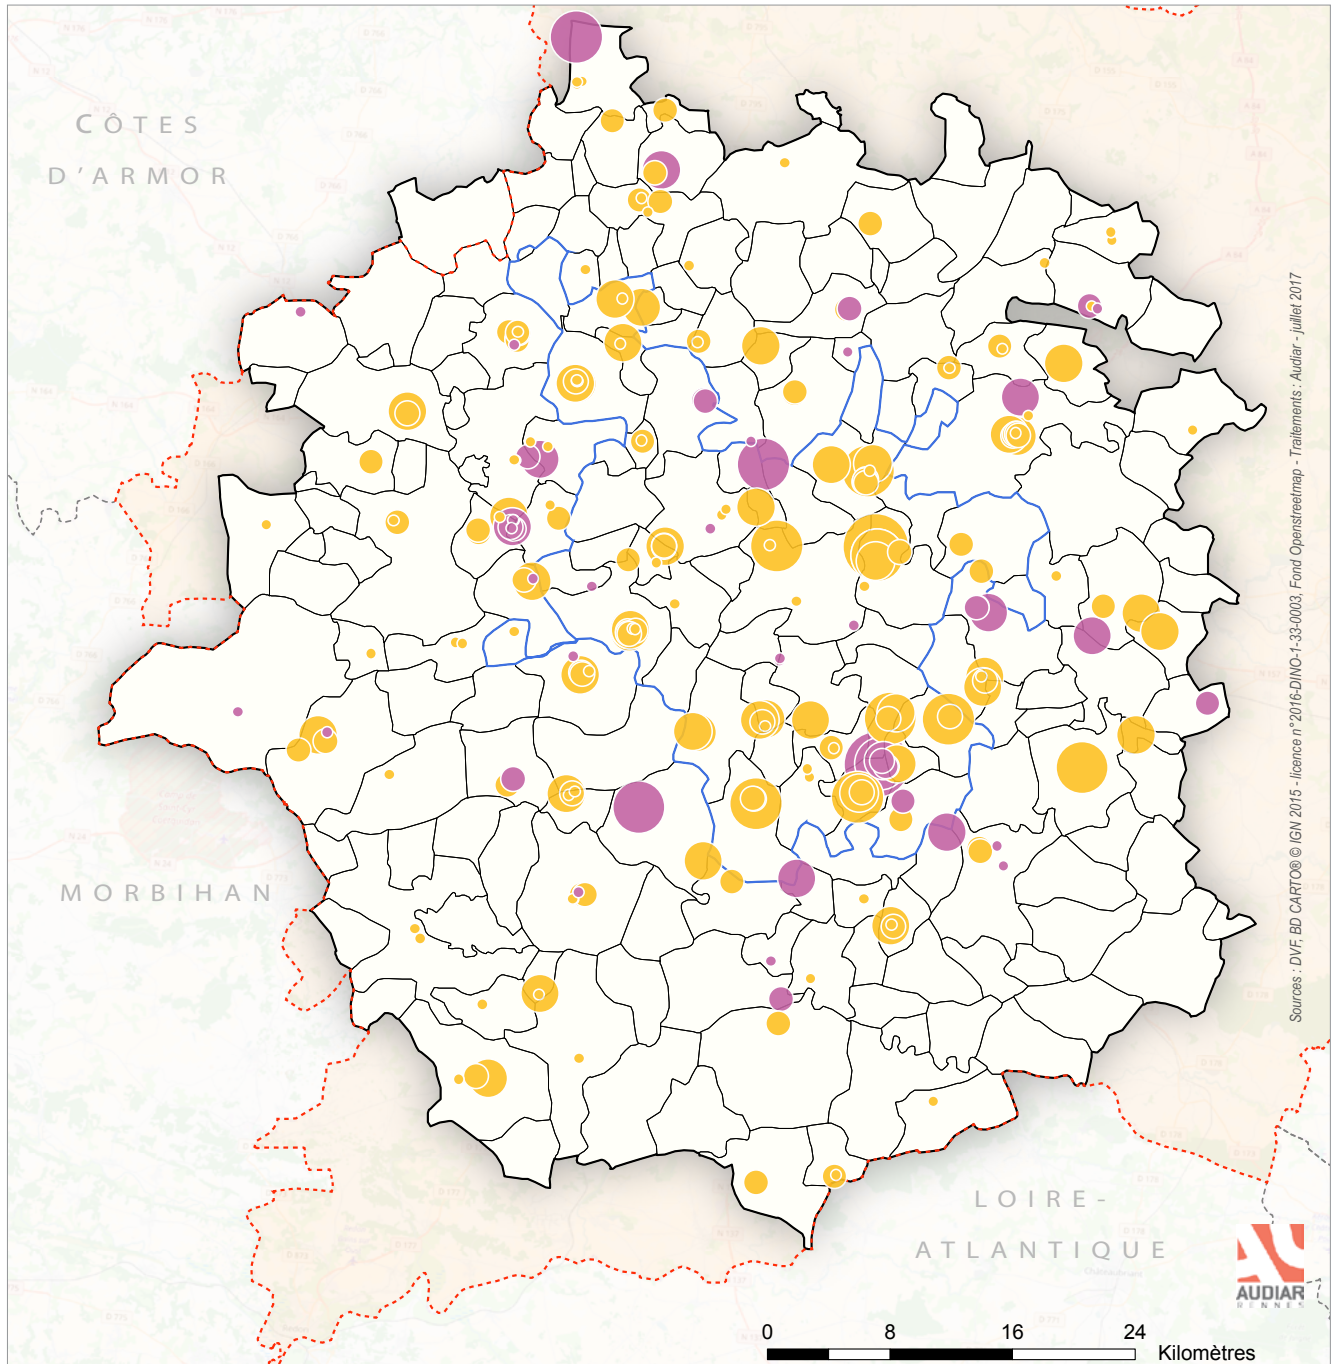 CÔTES
D'ARMOR
MORBIHAN
LOIRE-
ATLANTIQUE
Sources : DVF, BD CARTO® © IGN 2015 - licence n°2016-DINO-1-33-0003, Fond Openstreetmap - Traitements : Audiar - juillet 2017
AUDIAR
RENNES
0 8 16 24
Kilomètres